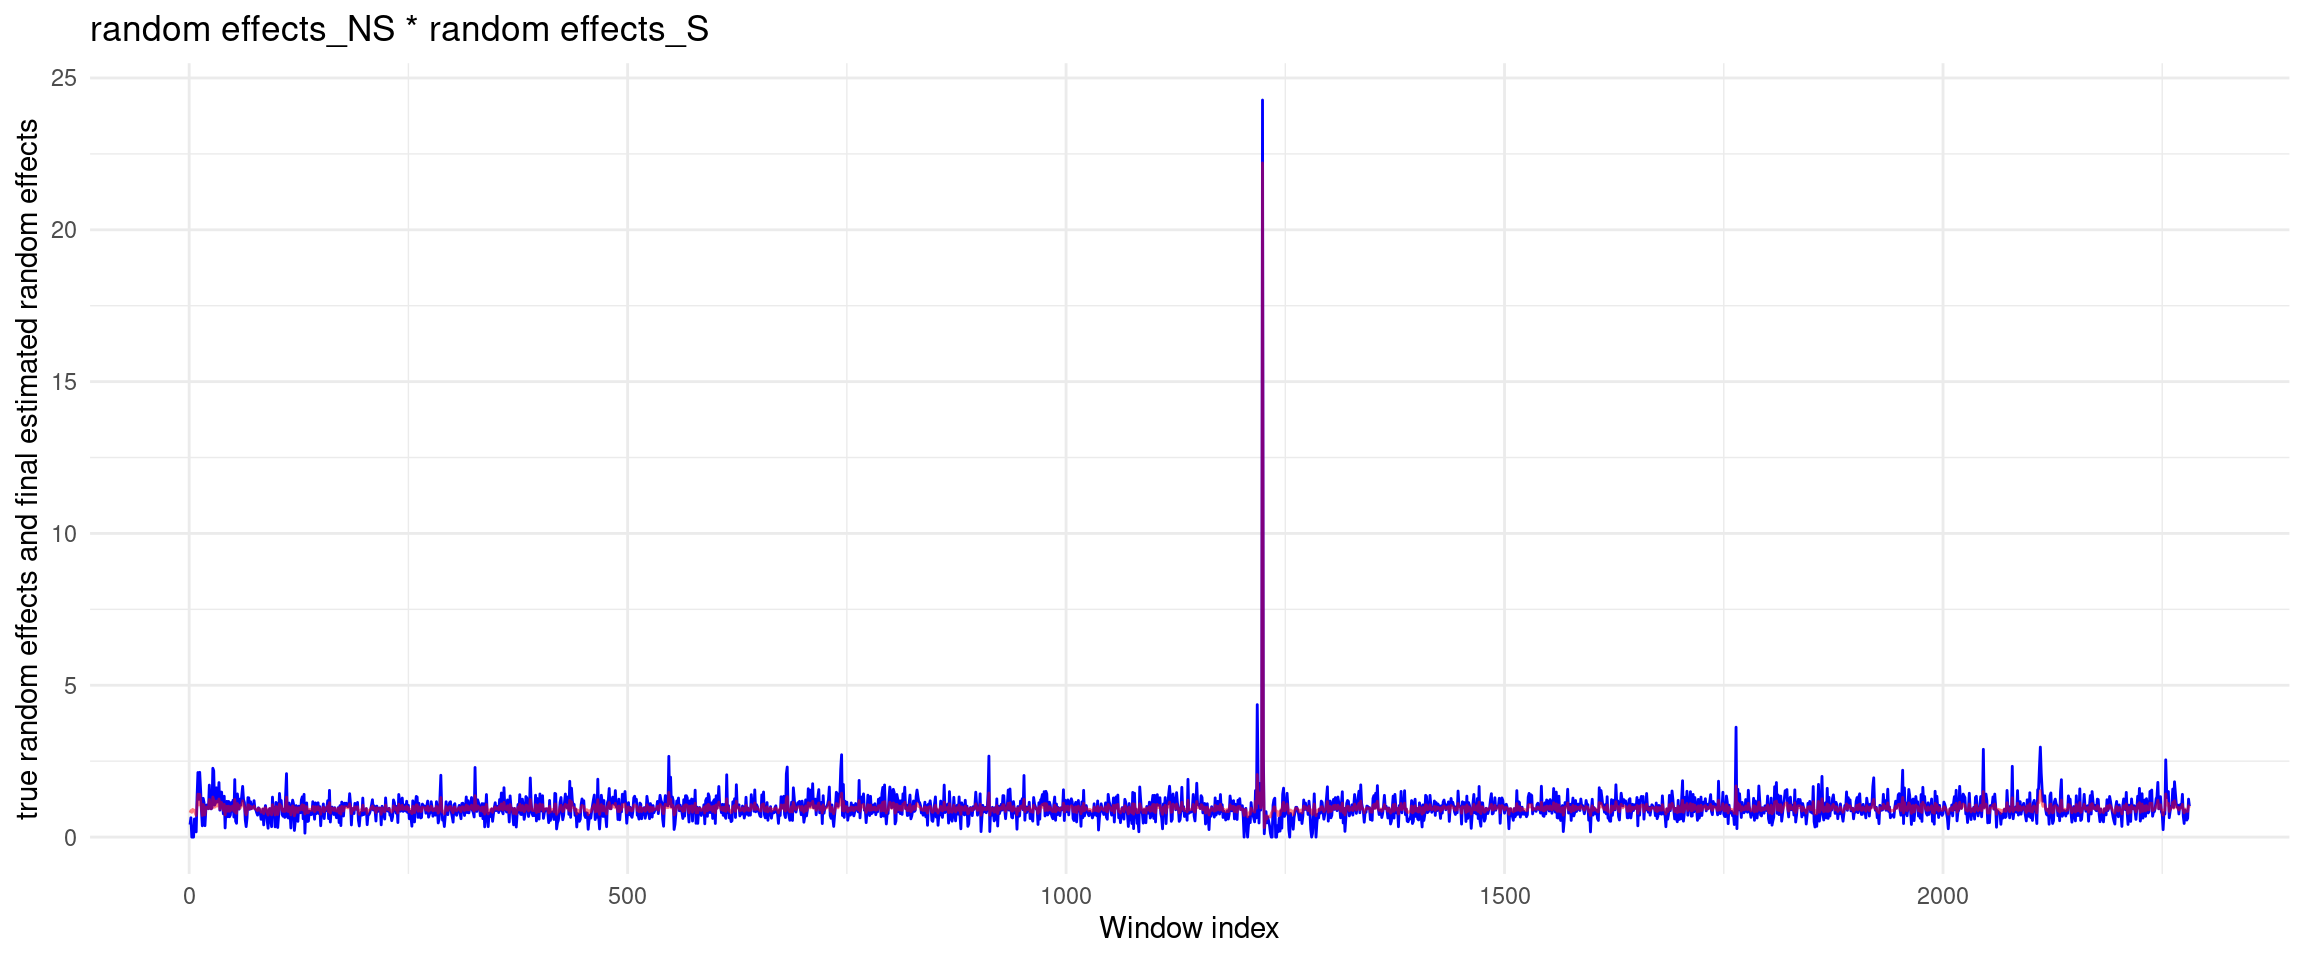 random effects_NS * random effects_S
true random effects and final estimated random effects
25
20
15
10
5
0
0 500 1000 1500 2000
Window index